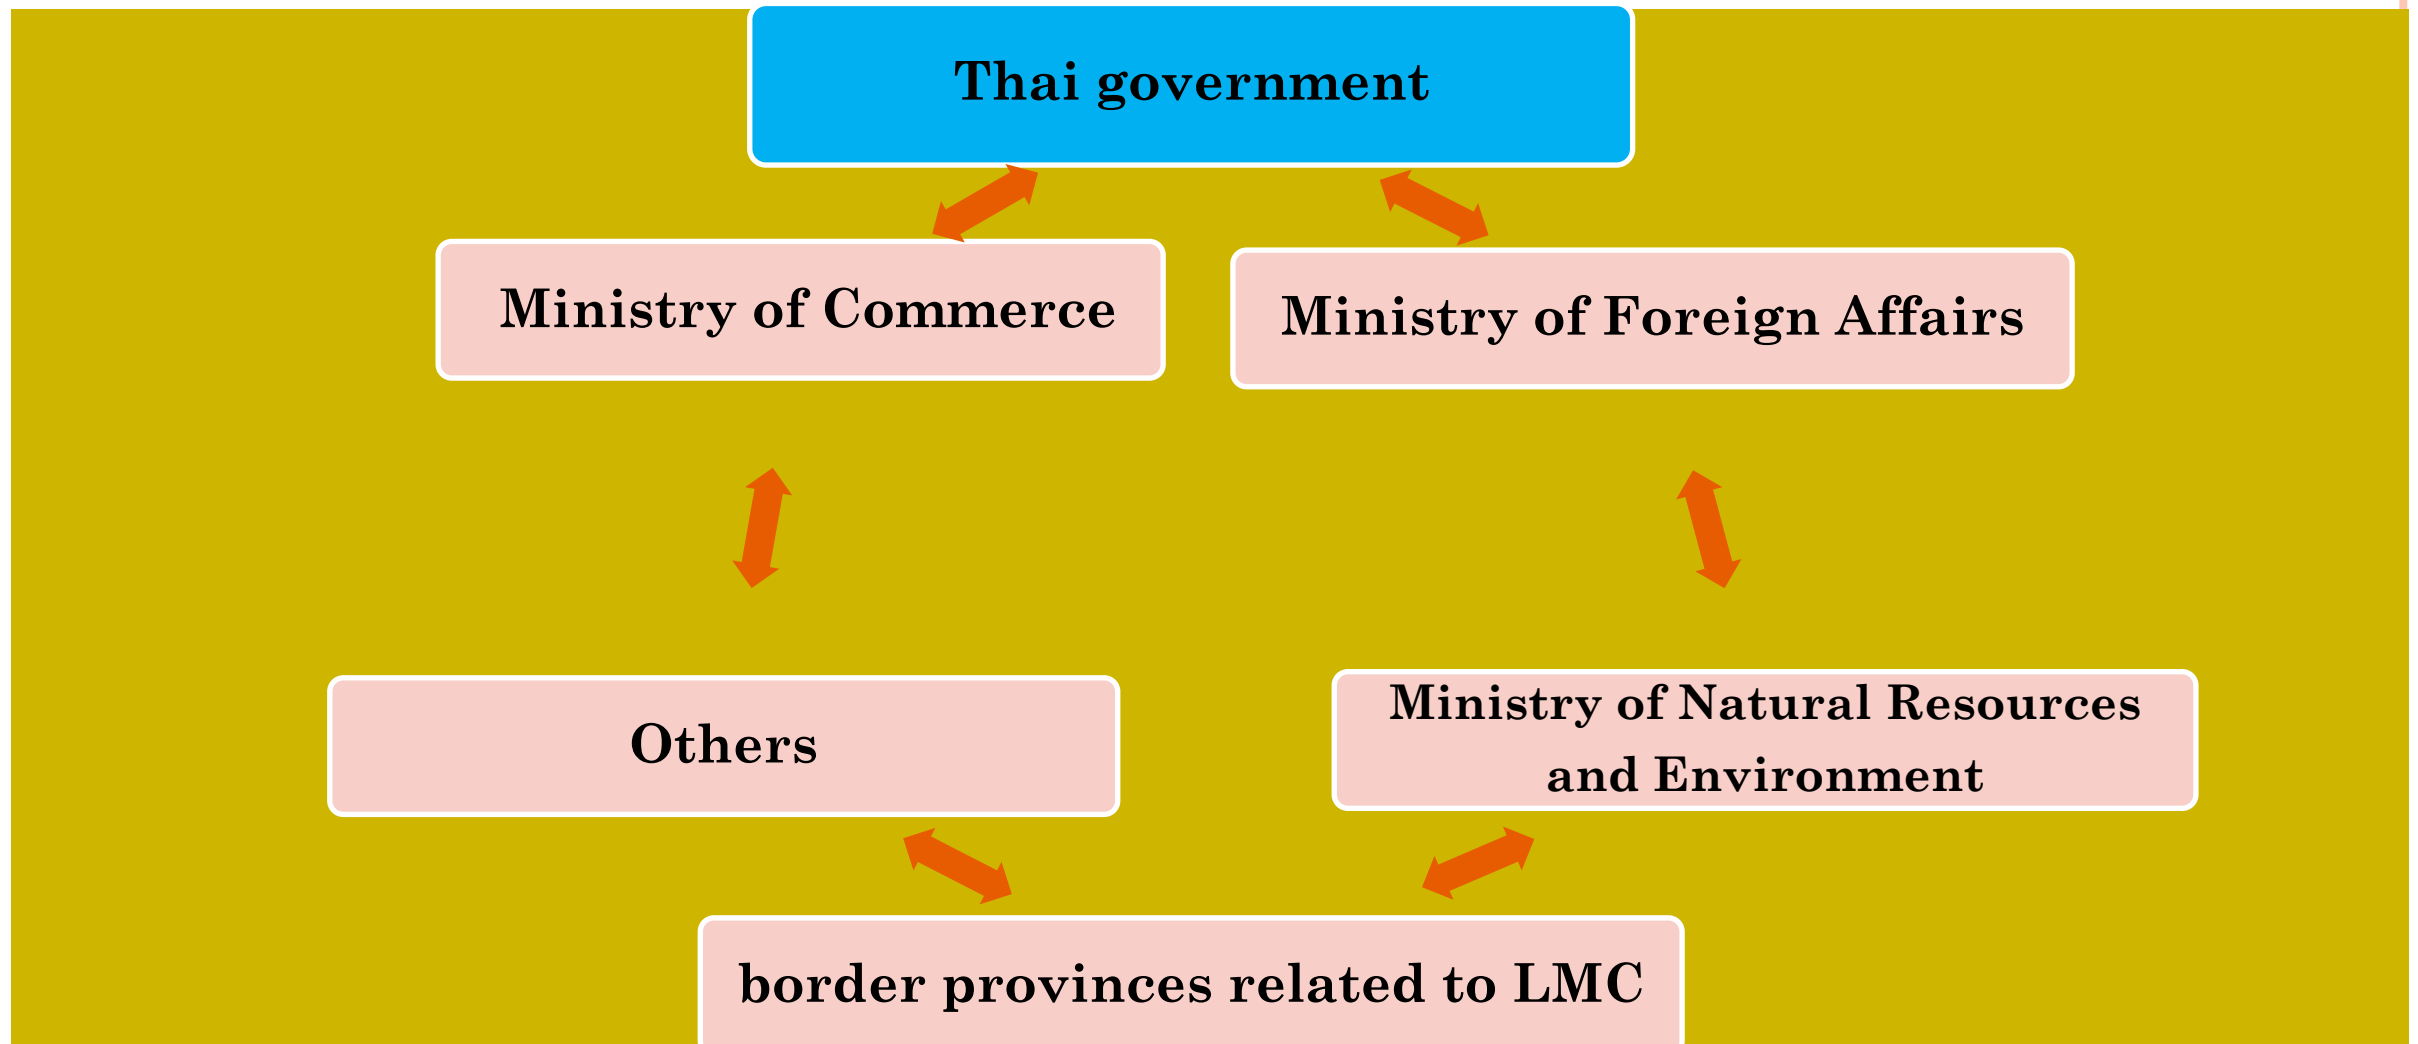 Thai government
Ministry of Commerce
Ministry of Foreign Affairs
Others
Ministry of Natural Resources
and Environment
border provinces related to LMC